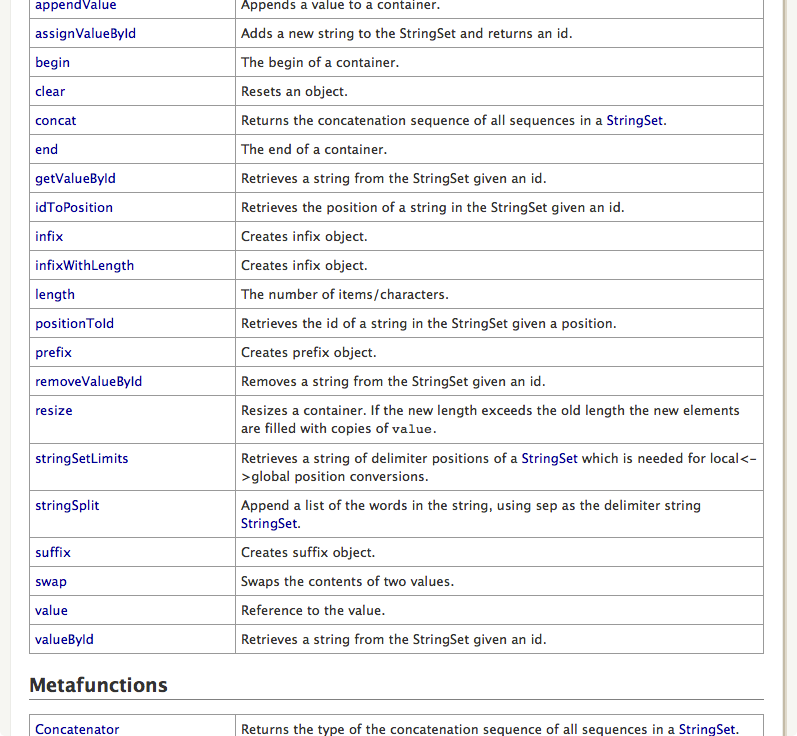 appendValue Appends a value to a container.
assignValueById Adds a new string to the StringSet and returns an id.
begin The begin of a container.
clear Resets an object.
concat Returns the concatenation sequence of all sequences in a StringSet.
end The end of a container.
getValueById Retrieves a string from the StringSet given an id.
idToPosition Retrieves the position of a string in the StringSet given an id.
infix Creates infix object.
infixWithLength Creates infix object.
length The number of items/characters.
positionToId Retrieves the id of a string in the StringSet given a position.
prefix Creates prefix object.
removeValueById Removes a string from the StringSet given an id.
resize Resizes a container. If the new length exceeds the old length the new elements
are filled with copies of value.
stringSetLimits Retrieves a string of delimiter positions of a StringSet which is needed for local<-
>global position conversions.
stringSplit Append a list of the words in the string, using sep as the delimiter string
StringSet.
suffix Creates suffix object.
swap Swaps the contents of two values.
value Reference to the value.
valueById Retrieves a string from the StringSet given an id.
Metafunctions
Concatenator Returns the type of the concatenation sequence of all sequences in a StringSet.